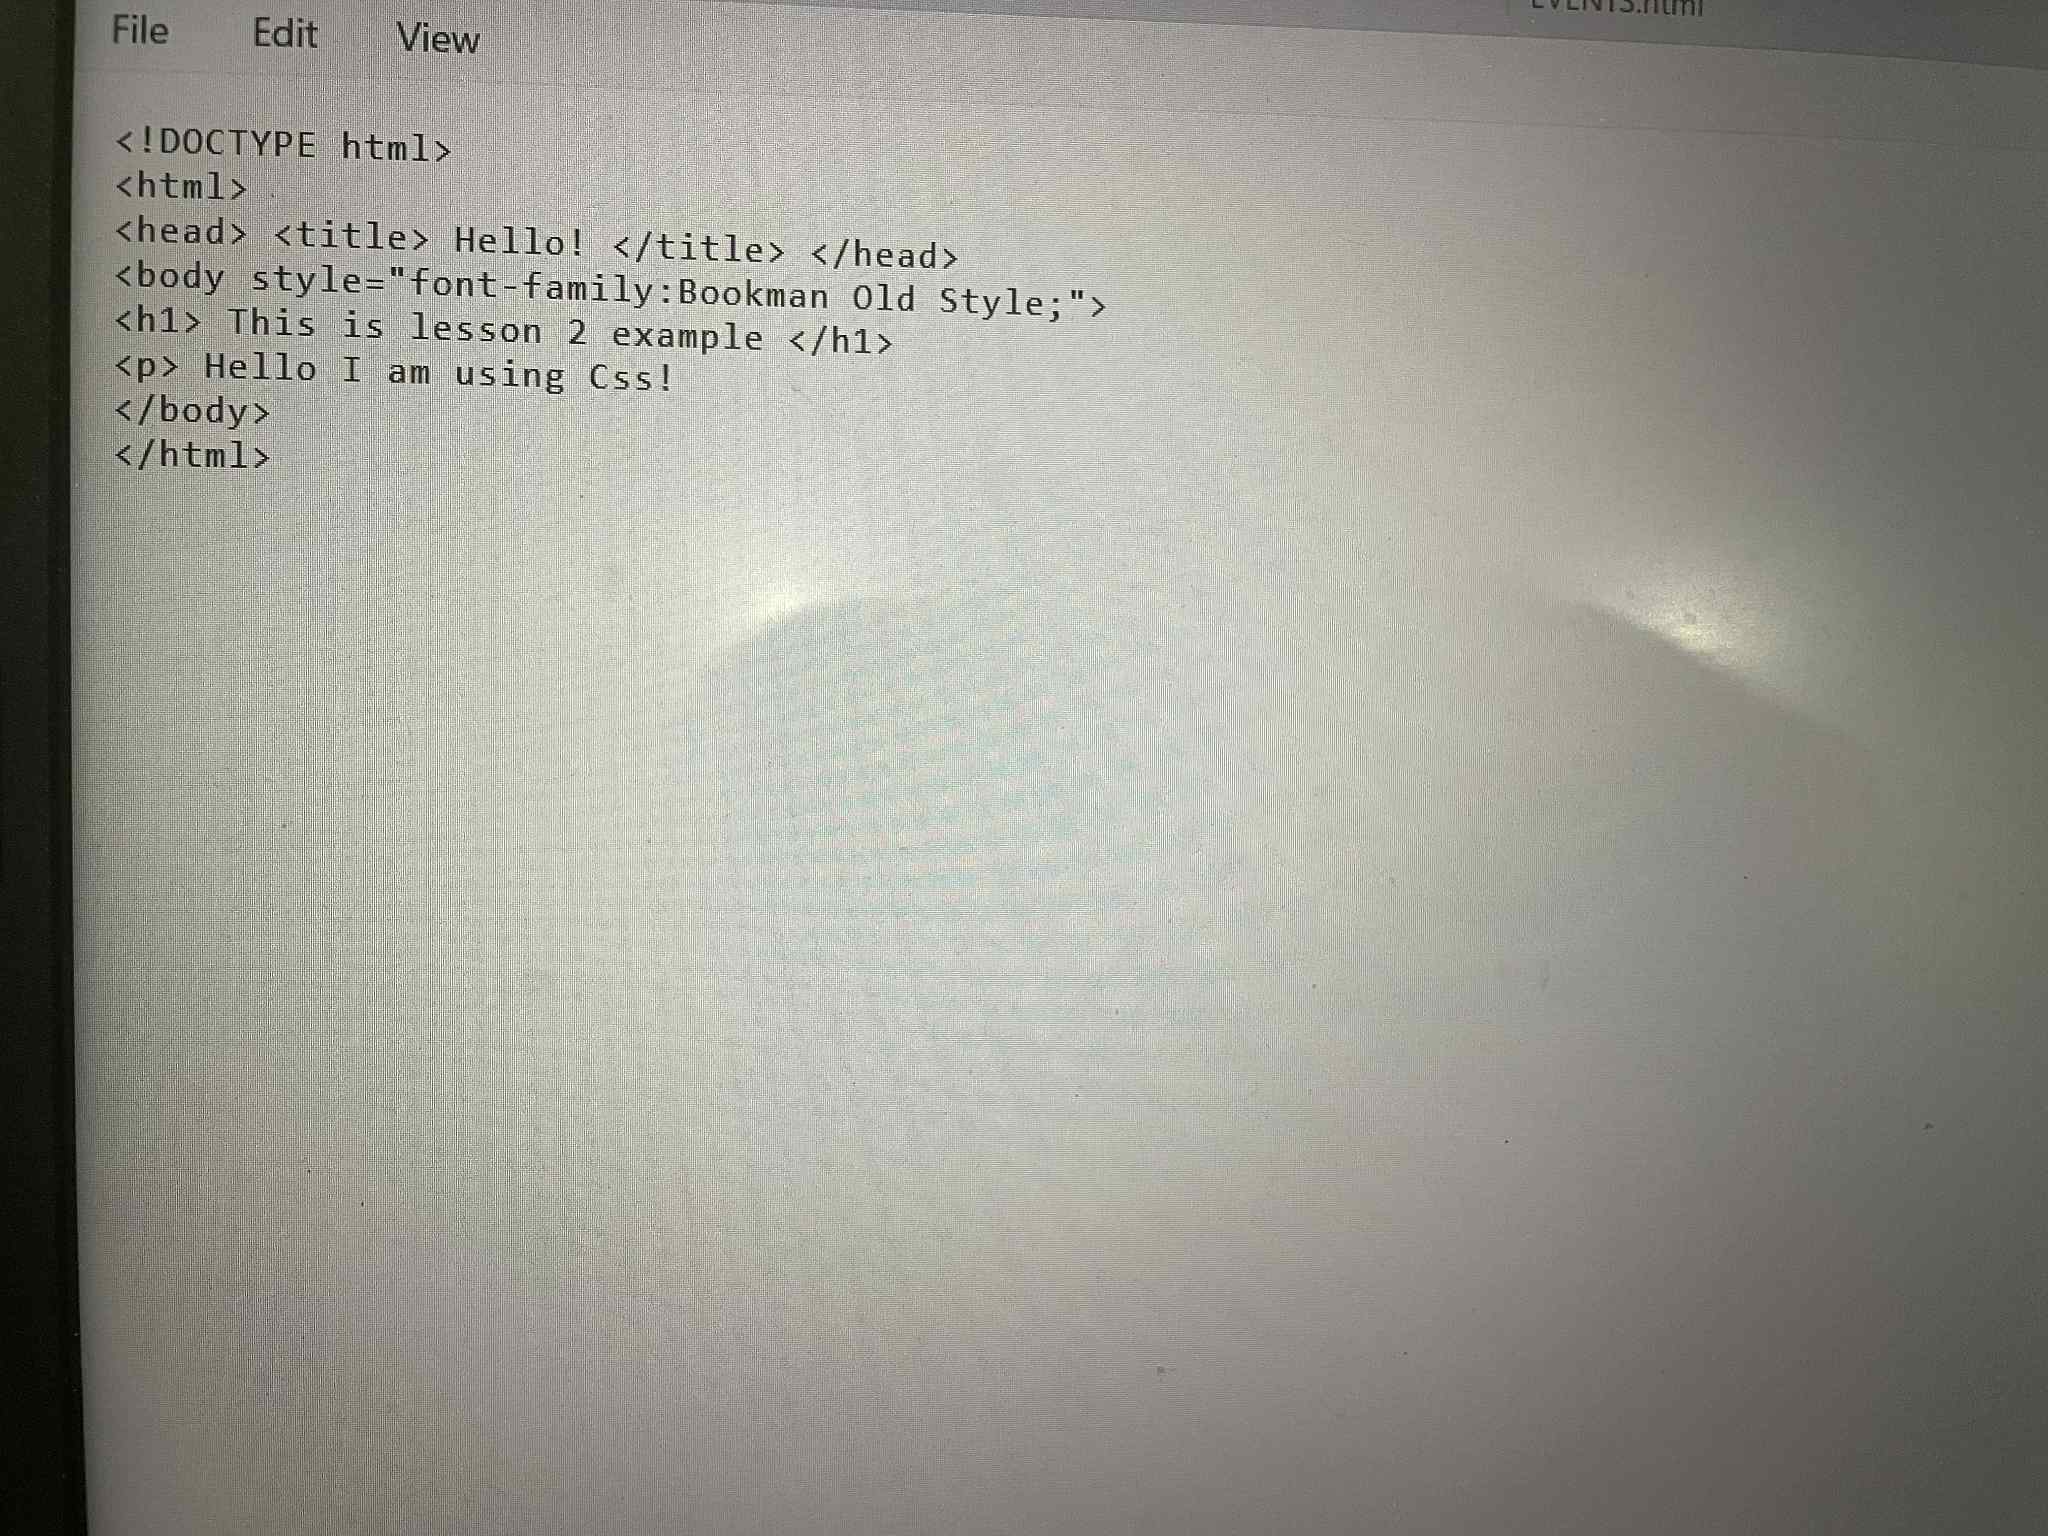 EVENTS.html
File Edit View
<!DOCTYPE html>
<html>
<head> <title> Hello! </title> </head>
<body style="font-family:Bookman Old Style;">
<h1> This is lesson 2 example </h1>
<p> Hello I am using Css!
</body>
</html>